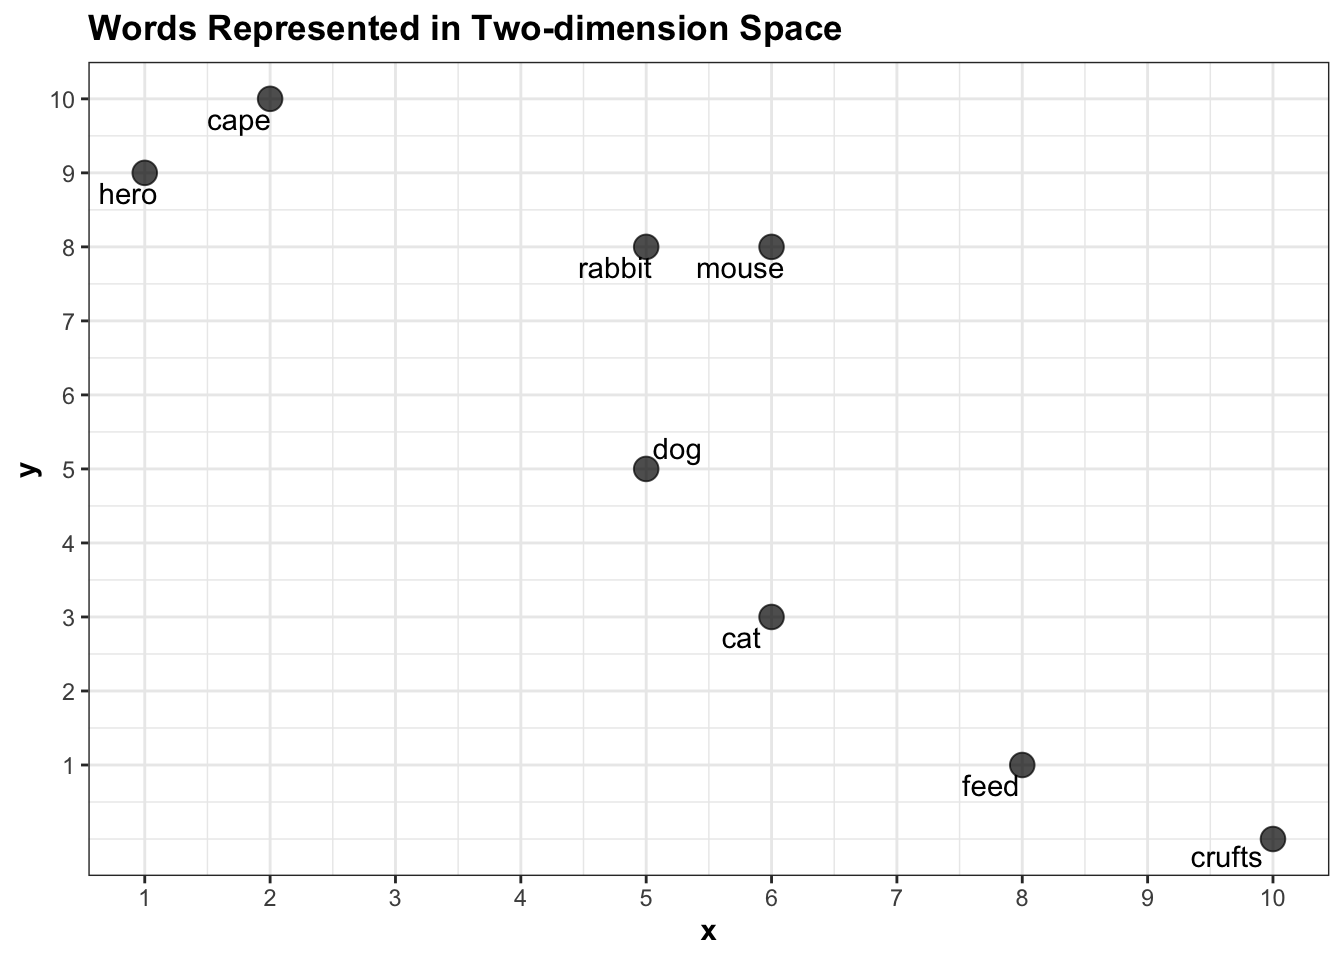 Words Represented in Two-dimension Space
10
cape
9
hero
8
rabbit mouse
7
6
dog
5
y
4
3
cat
2
1
feed
crufts
1 2 3 4 5 6 7 8 9 10
x